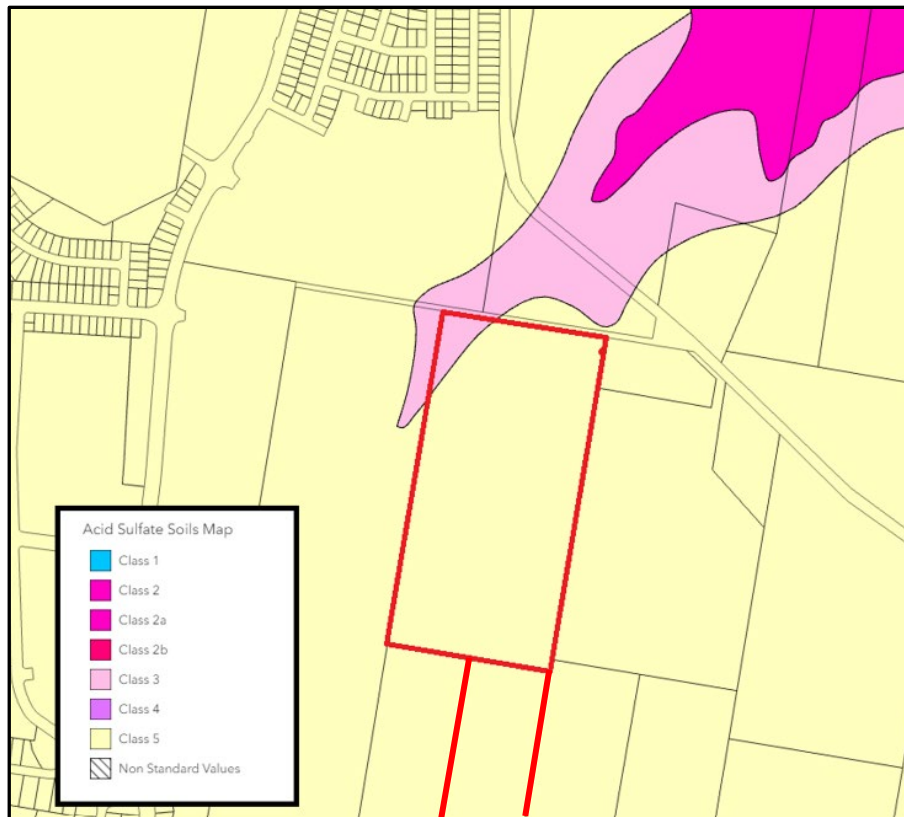 Acid Sulfate Soils Map
Class 1
Class 2
Class 2a
Class 2b
Class 3
Class 4
Class 5
Non Standard Values